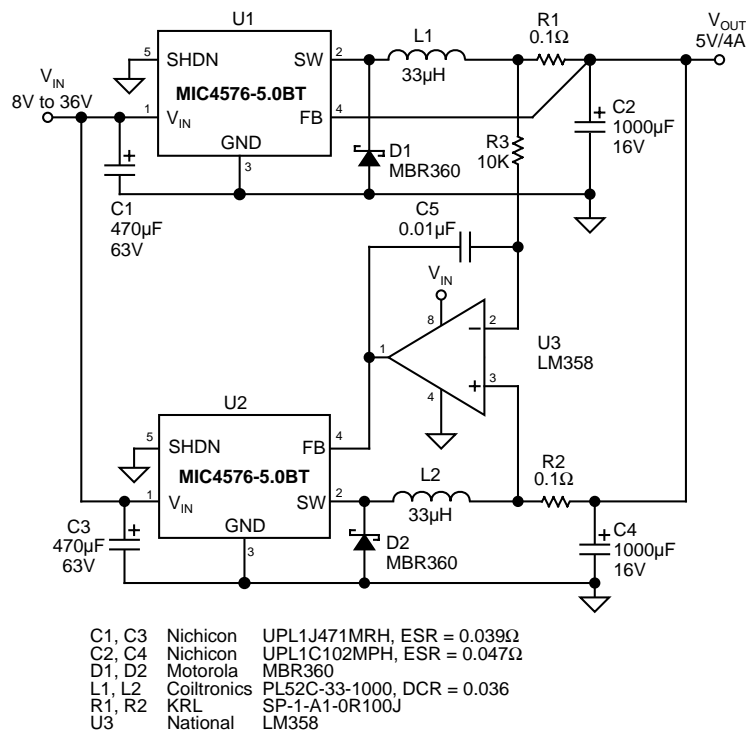 U1
5
SHDN
SW
2
L1
33µH
R1
0.1Ω
VOUT
5V/4A
VIN
8V to 36V
1
VIN
MIC4576-5.0BT
FB
4
GND
3
D1
MBR360
R3
10K
+
C2
1000µF
16V
+
C1
470µF
63V
C5
0.01µF
VIN
8
−
2
1
+
3
4
U3
LM358
U2
5
SHDN
FB
4
MIC4576-5.0BT
1
VIN
SW
2
L2
33µH
R2
0.1Ω
GND
3
C3
470µF
63V
+
D2
MBR360
+
C4
1000µF
16V
C1, C3 Nichicon UPL1J471MRH, ESR = 0.039Ω
C2, C4 Nichicon UPL1C102MPH, ESR = 0.047Ω
D1, D2 Motorola MBR360
L1, L2 Coiltronics PL52C-33-1000, DCR = 0.036
R1, R2 KRL SP-1-A1-0R100J
U3 National LM358